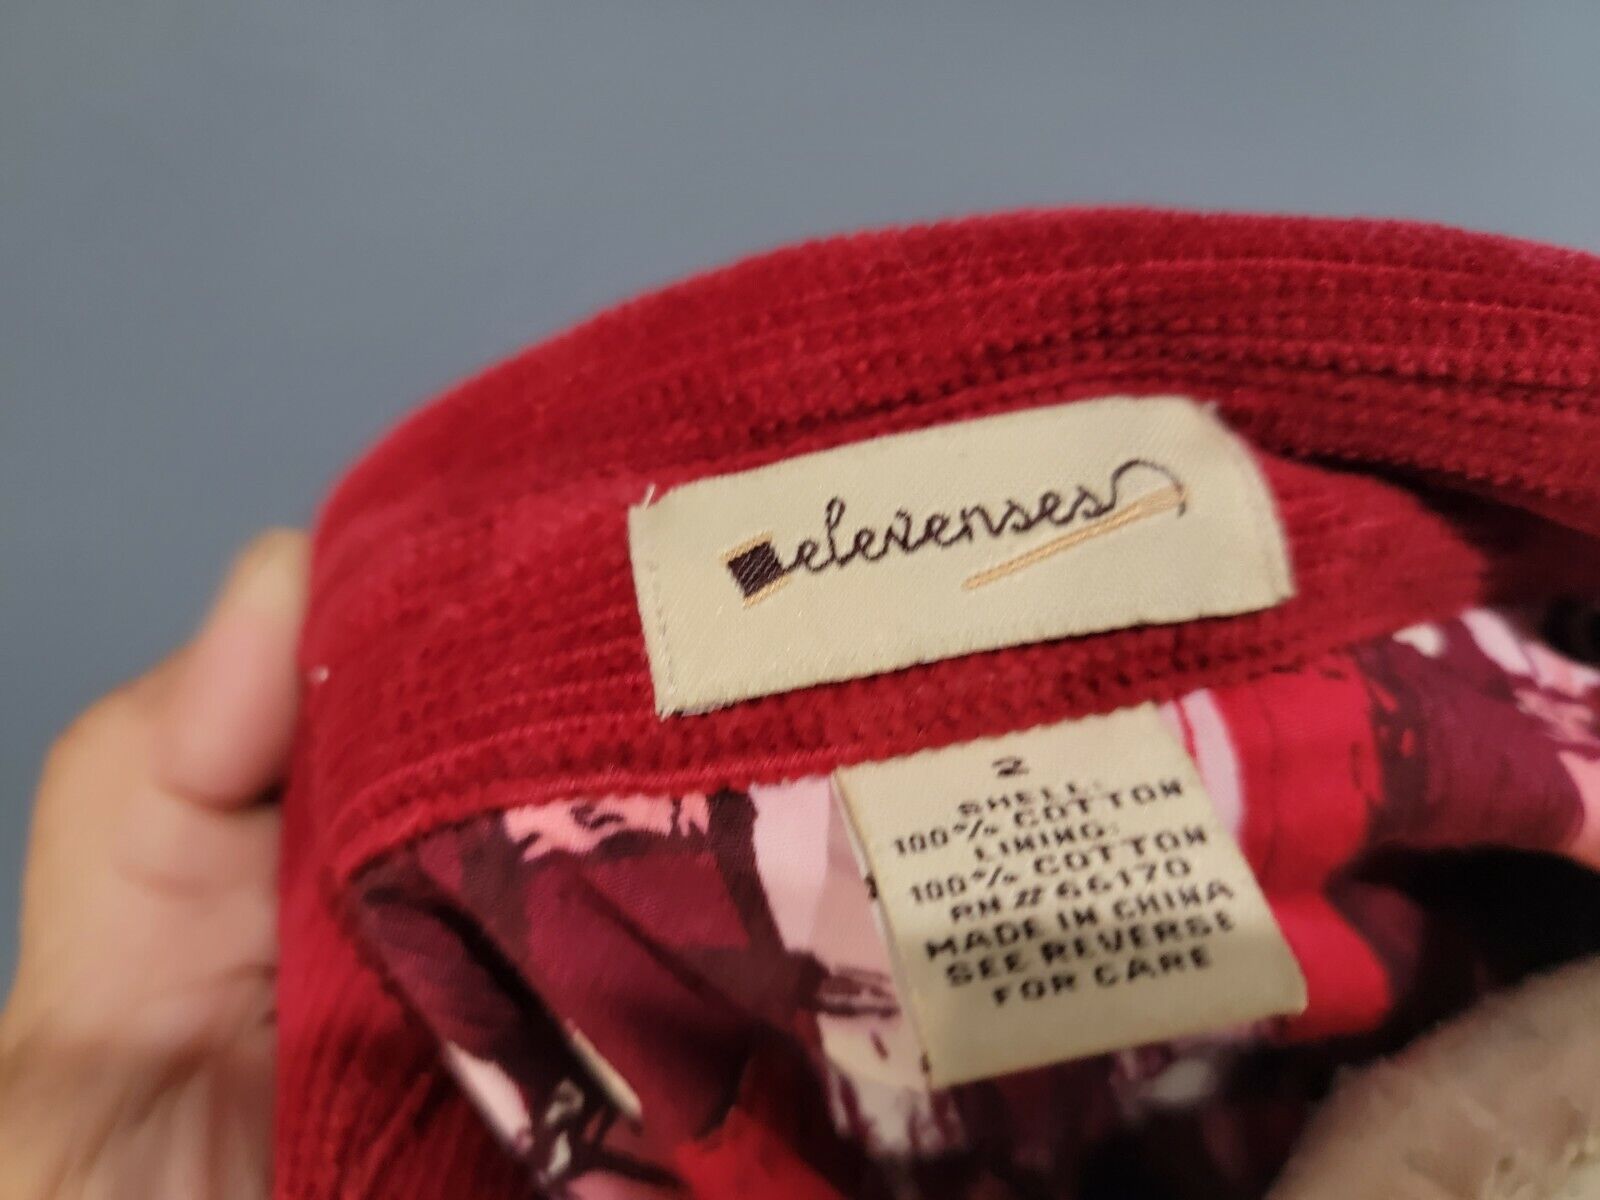 elevenses
2
SHELL:
100% COTTON
LINING:
100% COTTON
RN # 66170
MADE IN CHINA
SEE REVERSE
FOR CARE